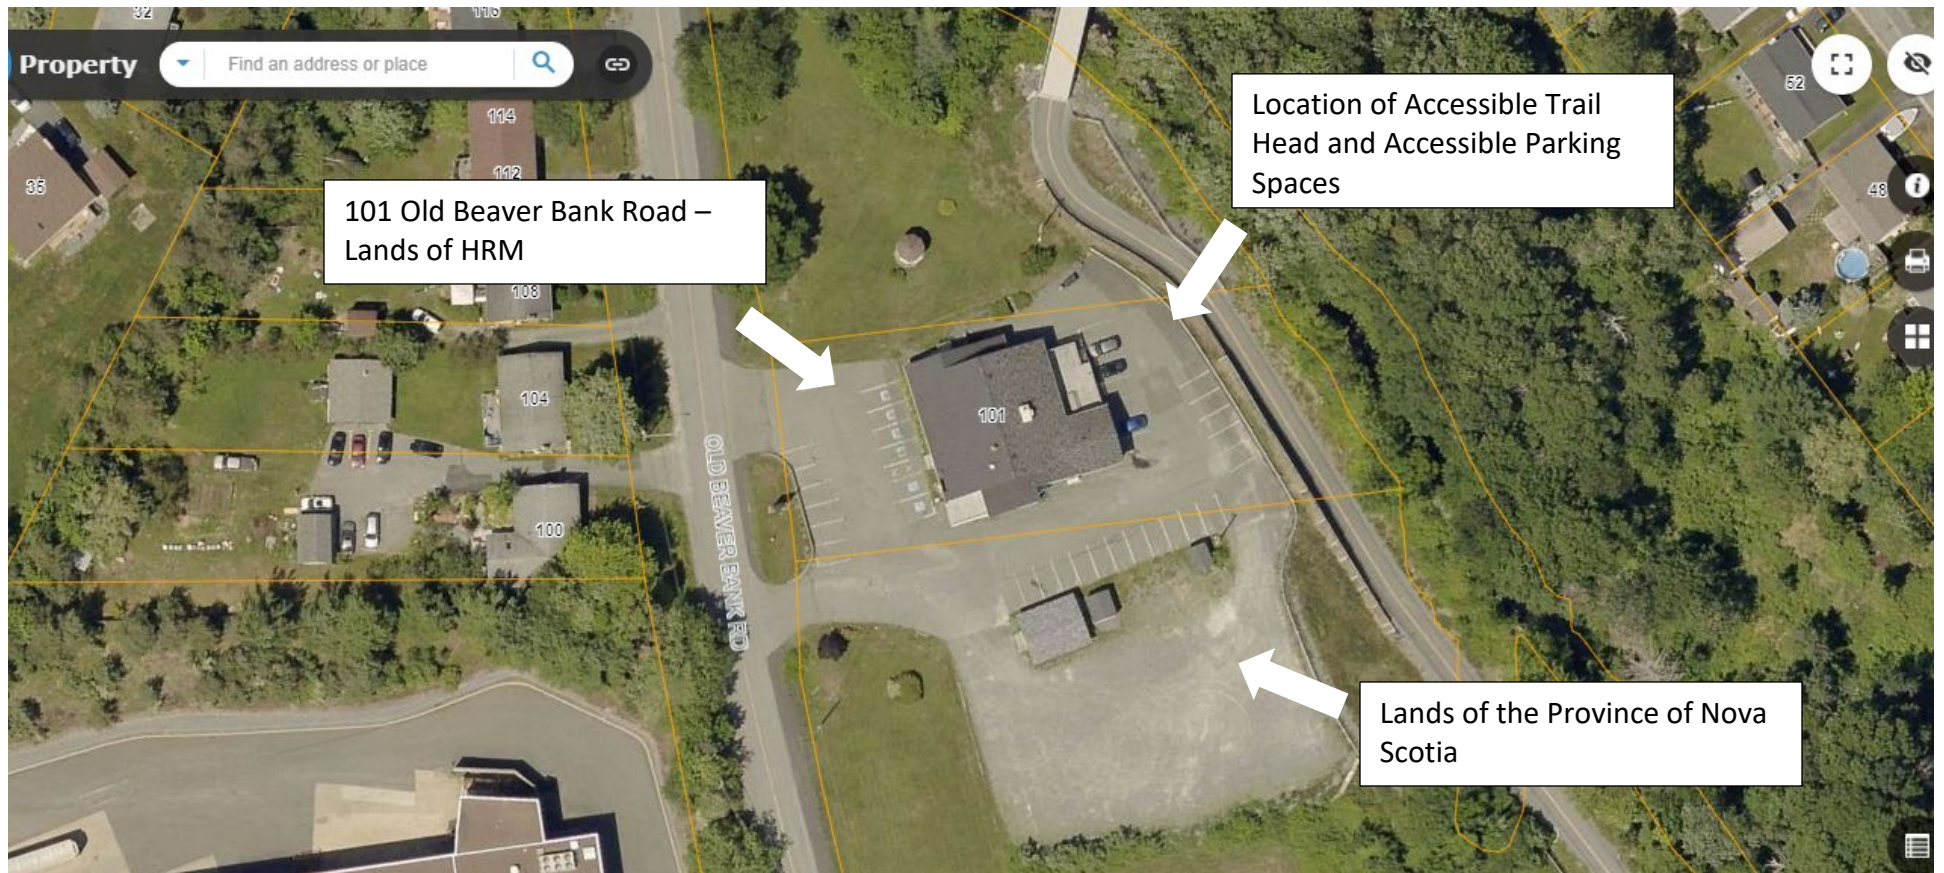 32
116
Property
Find an address or place
52
114
Location of Accessible Trail
Head and Accessible Parking
Spaces
112
35
48
101 Old Beaver Bank Road –
Lands of HRM
108
104
101
OLD BEAVER BANK RD
100
Lands of the Province of Nova
Scotia